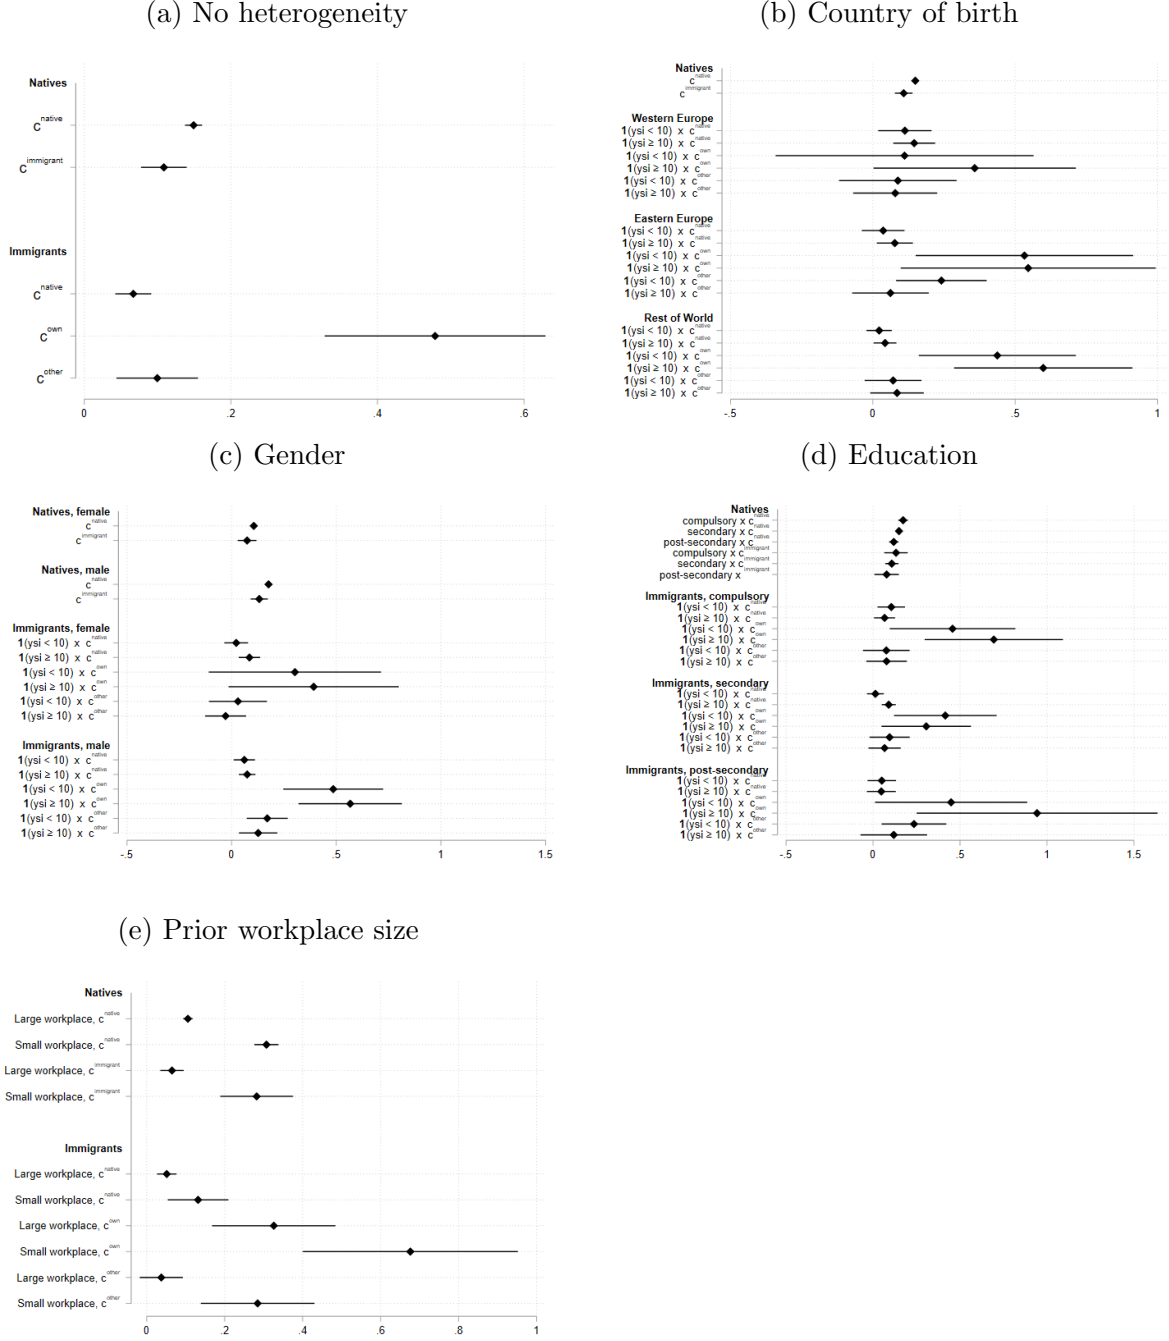 (a) No heterogeneity
Natives
c^native
c^immigrant
Immigrants
c^native
c^own
c^other
0 .2 .4 .6
(b) Country of birth
Natives
c^native
c^immigrant
Western Europe
1(ysi < 10) x c^native
1(ysi ≥ 10) x c^native
1(ysi < 10) x c^own
1(ysi ≥ 10) x c^own
1(ysi < 10) x c^other
1(ysi ≥ 10) x c^other
Eastern Europe
1(ysi < 10) x c^native
1(ysi ≥ 10) x c^native
1(ysi < 10) x c^own
1(ysi ≥ 10) x c^own
1(ysi < 10) x c^other
1(ysi ≥ 10) x c^other
Rest of World
1(ysi < 10) x c^native
1(ysi ≥ 10) x c^native
1(ysi < 10) x c^own
1(ysi ≥ 10) x c^own
1(ysi < 10) x c^other
1(ysi ≥ 10) x c^other
-.5 0 .5 1
(c) Gender
Natives, female
c^native
c^immigrant
Natives, male
c^native
c^immigrant
Immigrants, female
1(ysi < 10) x c^native
1(ysi ≥ 10) x c^native
1(ysi < 10) x c^own
1(ysi ≥ 10) x c^own
1(ysi < 10) x c^other
1(ysi ≥ 10) x c^other
Immigrants, male
1(ysi < 10) x c^native
1(ysi ≥ 10) x c^native
1(ysi < 10) x c^own
1(ysi ≥ 10) x c^own
1(ysi < 10) x c^other
1(ysi ≥ 10) x c^other
-.5 0 .5 1 1.5
(d) Education
Natives
compulsory x c^native
secondary x c^native
post-secondary x c^native
compulsory x c^immigrant
secondary x c^immigrant
post-secondary x^immigrant
Immigrants, compulsory
1(ysi < 10) x c^native
1(ysi ≥ 10) x c^native
1(ysi < 10) x c^own
1(ysi ≥ 10) x c^own
1(ysi < 10) x c^other
1(ysi ≥ 10) x c^other
Immigrants, secondary
1(ysi < 10) x c^native
1(ysi ≥ 10) x c^native
1(ysi < 10) x c^own
1(ysi ≥ 10) x c^own
1(ysi < 10) x c^other
1(ysi ≥ 10) x c^other
Immigrants, post-secondary
1(ysi < 10) x c^native
1(ysi ≥ 10) x c^native
1(ysi < 10) x c^own
1(ysi ≥ 10) x c^own
1(ysi < 10) x c^other
1(ysi ≥ 10) x c^other
-.5 0 .5 1 1.5
(e) Prior workplace size
Natives
Large workplace, c^native
Small workplace, c^native
Large workplace, c^immigrant
Small workplace, c^immigrant
Immigrants
Large workplace, c^native
Small workplace, c^native
Large workplace, c^own
Small workplace, c^own
Large workplace, c^other
Small workplace, c^other
0 .2 .4 .6 .8 1